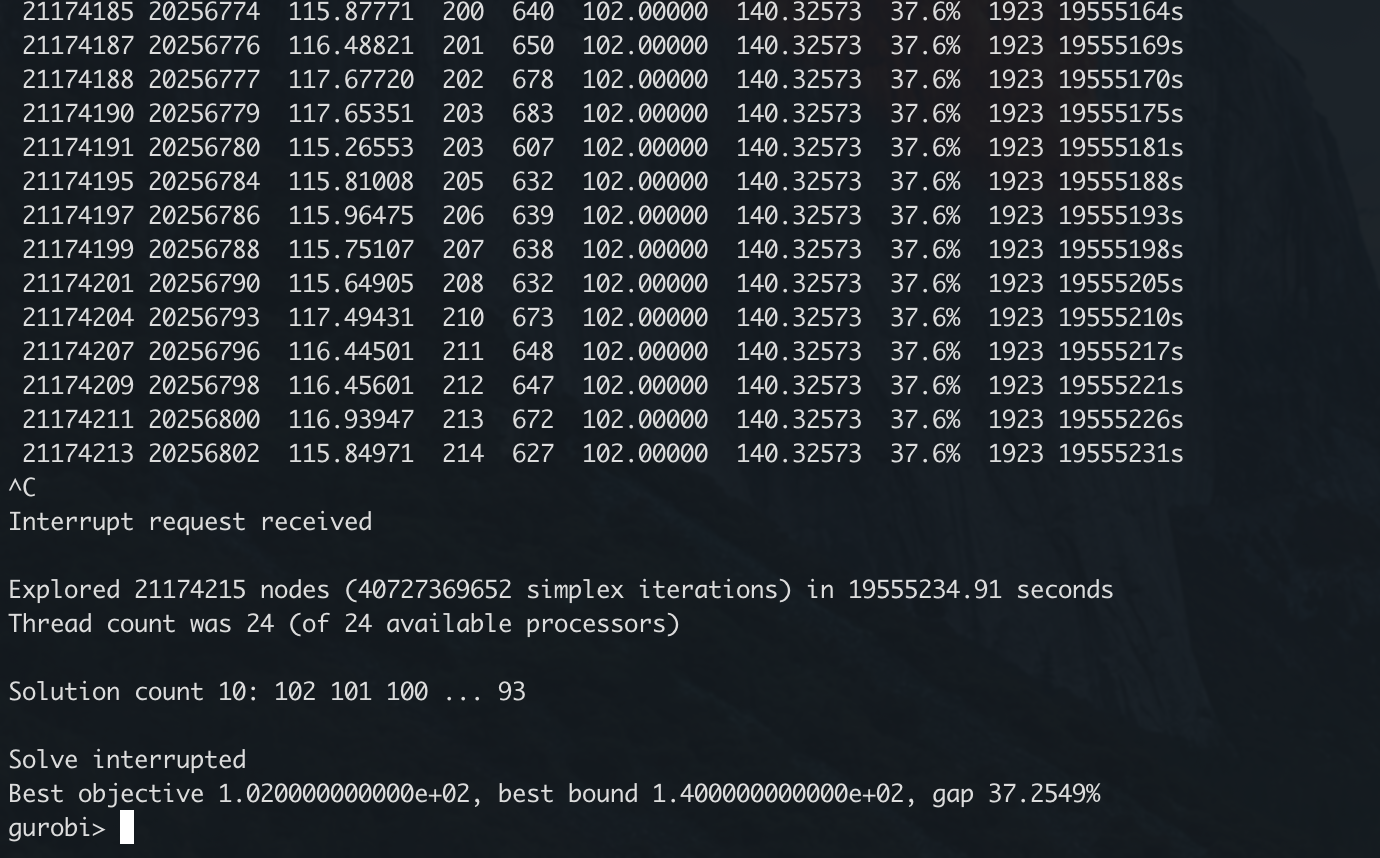 21174185 20256774  115.87771  200  640  102.00000  140.32573  37.6%  1923 19555164s
21174187 20256776  116.48821  201  650  102.00000  140.32573  37.6%  1923 19555169s
21174188 20256777  117.67720  202  678  102.00000  140.32573  37.6%  1923 19555170s
21174190 20256779  117.65351  203  683  102.00000  140.32573  37.6%  1923 19555175s
21174191 20256780  115.26553  203  607  102.00000  140.32573  37.6%  1923 19555181s
21174195 20256784  115.81008  205  632  102.00000  140.32573  37.6%  1923 19555188s
21174197 20256786  115.96475  206  639  102.00000  140.32573  37.6%  1923 19555193s
21174199 20256788  115.75107  207  638  102.00000  140.32573  37.6%  1923 19555198s
21174201 20256790  115.64905  208  632  102.00000  140.32573  37.6%  1923 19555205s
21174204 20256793  117.49431  210  673  102.00000  140.32573  37.6%  1923 19555210s
21174207 20256796  116.44501  211  648  102.00000  140.32573  37.6%  1923 19555217s
21174209 20256798  116.45601  212  647  102.00000  140.32573  37.6%  1923 19555221s
21174211 20256800  116.93947  213  672  102.00000  140.32573  37.6%  1923 19555226s
21174213 20256802  115.84971  214  627  102.00000  140.32573  37.6%  1923 19555231s
^C
Interrupt request received
Explored 21174215 nodes (40727369652 simplex iterations) in 19555234.91 seconds
Thread count was 24 (of 24 available processors)
Solution count 10: 102 101 100 ... 93
Solve interrupted
Best objective 1.020000000000e+02, best bound 1.400000000000e+02, gap 37.2549%
gurobi>